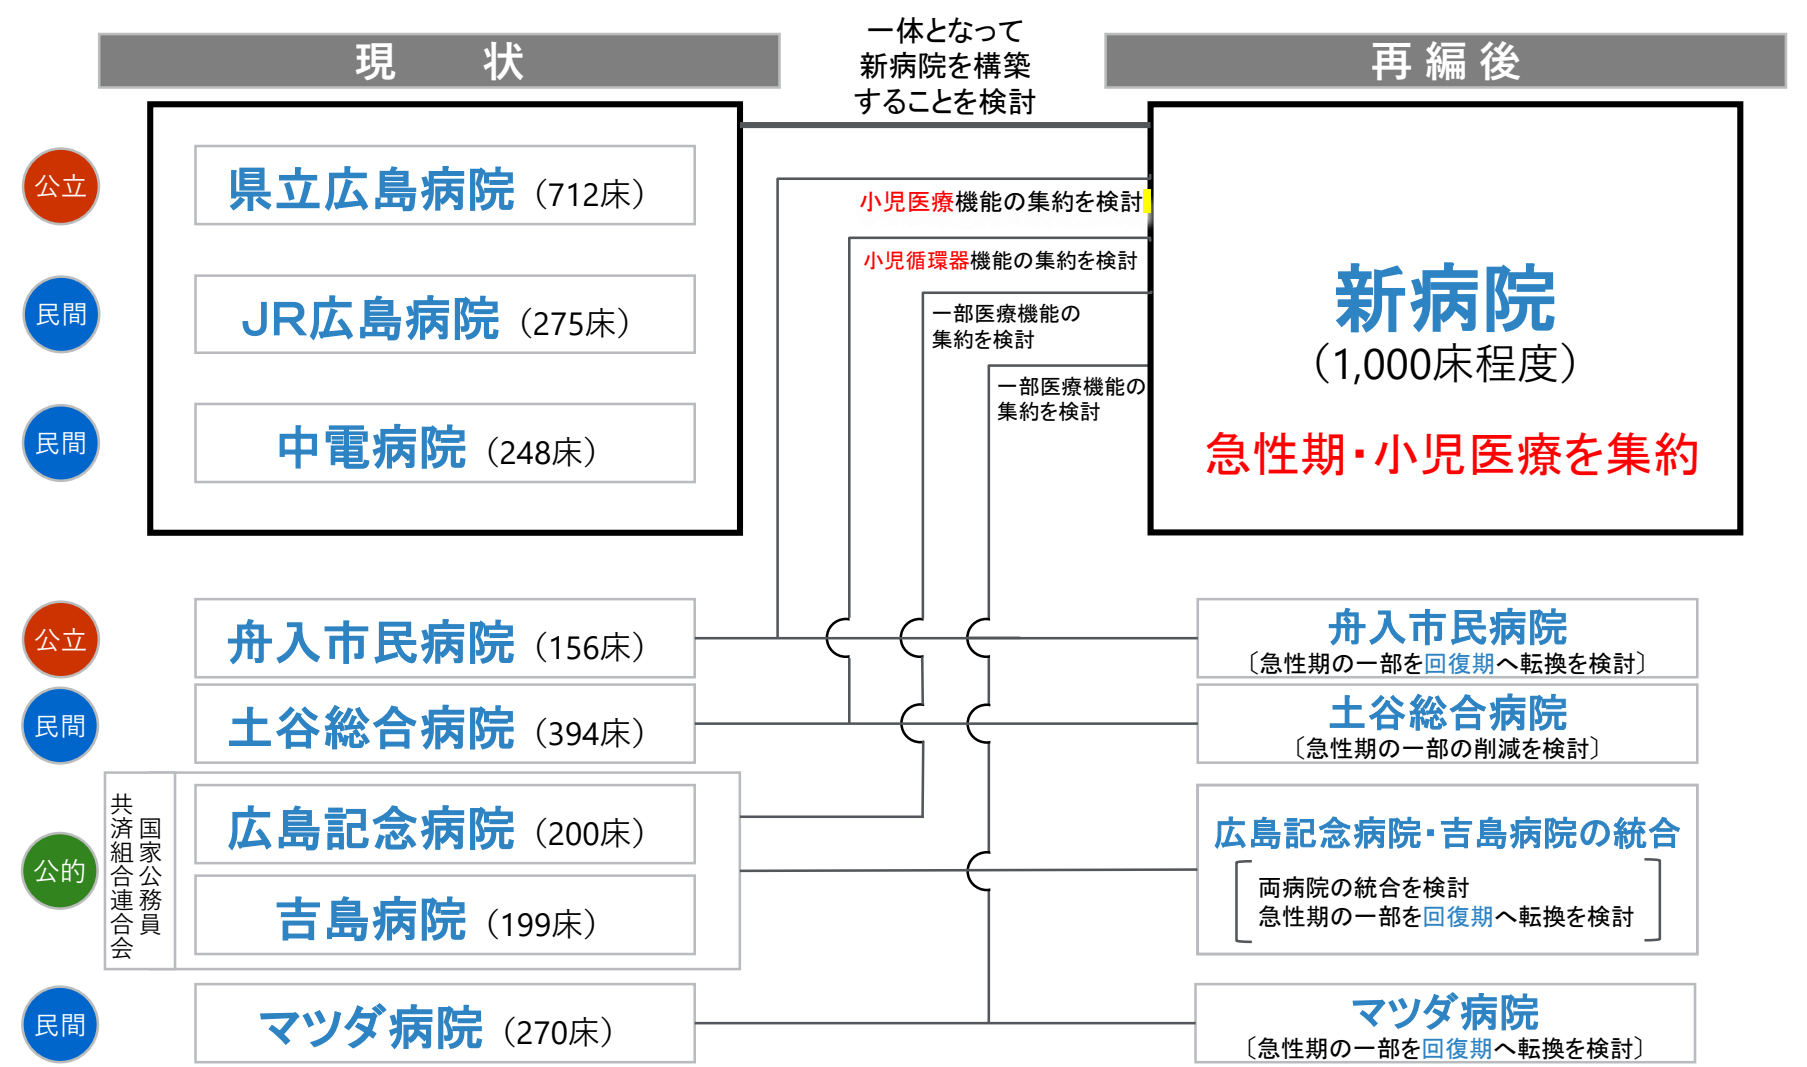 現 状
一体となって
新病院を構築
することを検討
再編後
公立
県立広島病院（712床）
民間
JR広島病院（275床）
民間
中電病院（248床）
小児医療機能の集約を検討
小児循環器機能の集約を検討
一部医療機能の
集約を検討
一部医療機能の
集約を検討
新病院
（1,000床程度）
急性期・小児医療を集約
公立
舟入市民病院（156床）
舟入市民病院
〔急性期の一部を回復期へ転換を検討〕
民間
土谷総合病院（394床）
土谷総合病院
〔急性期の一部の削減を検討〕
公的
国家公務員
共済組合連合会
広島記念病院（200床）
吉島病院（199床）
広島記念病院・吉島病院の統合
両病院の統合を検討
急性期の一部を回復期へ転換を検討
民間
マツダ病院（270床）
マツダ病院
〔急性期の一部を回復期へ転換を検討〕